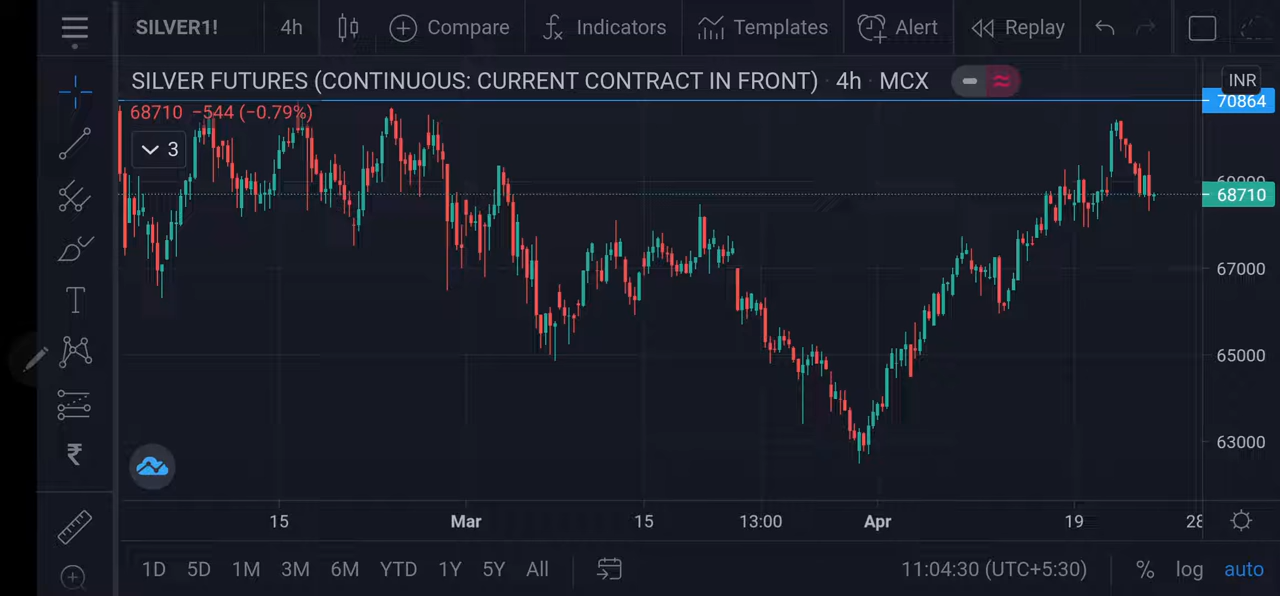 SILVER1! 4h Compare Indicators Templates Alert Replay
SILVER FUTURES (CONTINUOUS: CURRENT CONTRACT IN FRONT) · 4h · MCX INR
70864
68710 −544 (−0.79%)
3
69000
68710
67000
65000
63000
15 Mar 15 13:00 Apr 19 28
1D 5D 1M 3M 6M YTD 1Y 5Y All 11:04:30 (UTC+5:30) % log auto